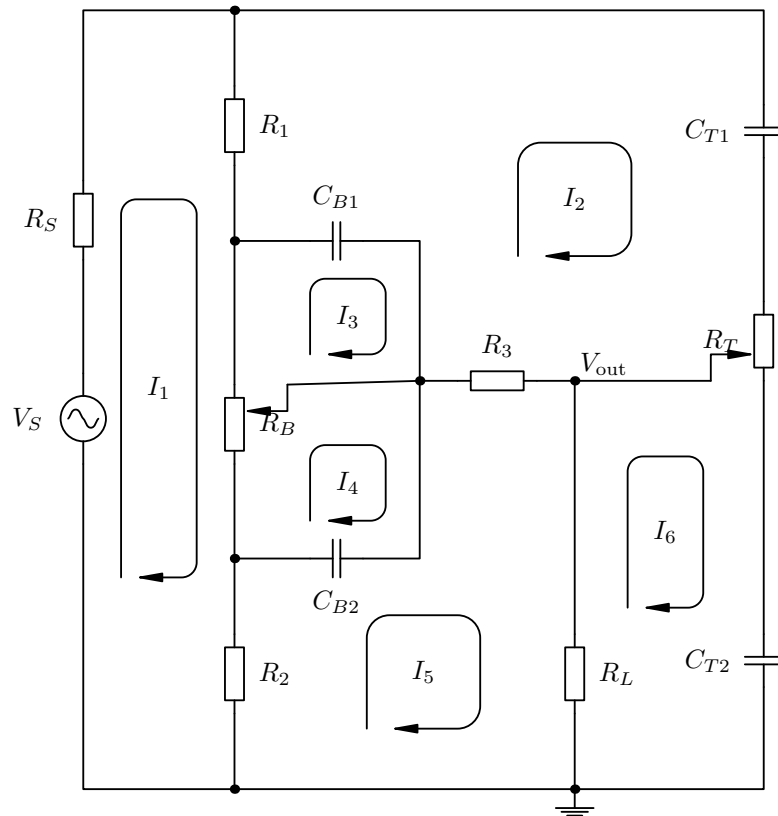 R_1
C_{T1}
C_{B1}
I_2
R_S
I_3
R_T
R_3
V_out
I_1
V_S
R_B
I_4
I_6
C_{B2}
C_{T2}
R_2
I_5
R_L